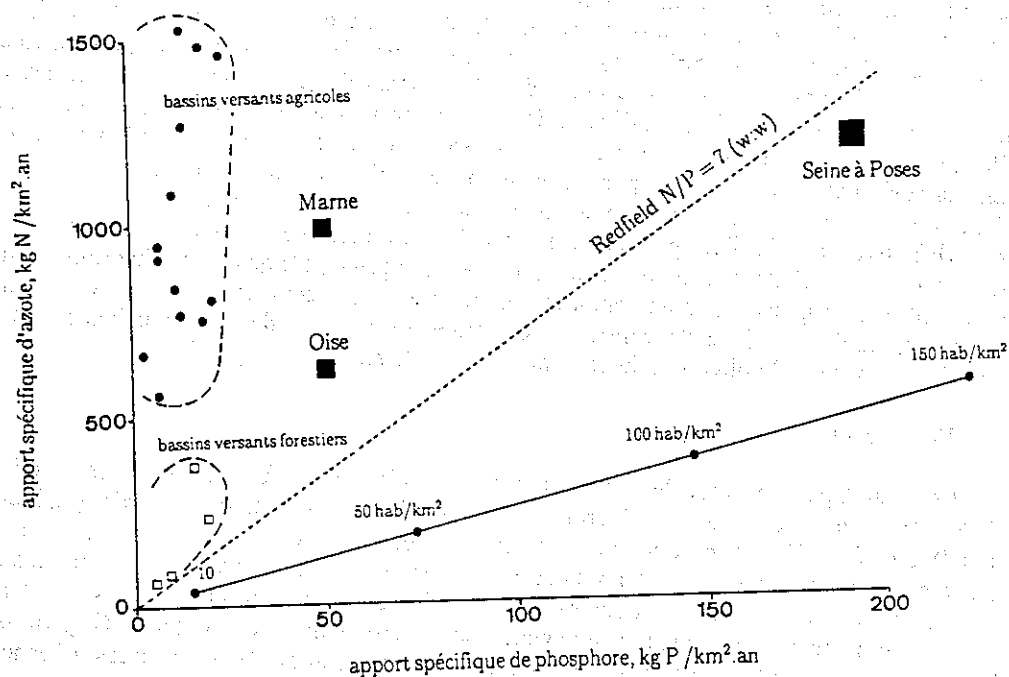 1500
bassins versants agricoles
Redfield N/P = 7 (w:w)
Seine à Poses
Marne
1000
apport spécifique d'azote, kg N /km².an
Oise
150 hab/km²
500
bassins versants forestiers
100 hab/km²
50 hab/km²
10
0
0
50
100
150
200
apport spécifique de phosphore, kg P /km².an